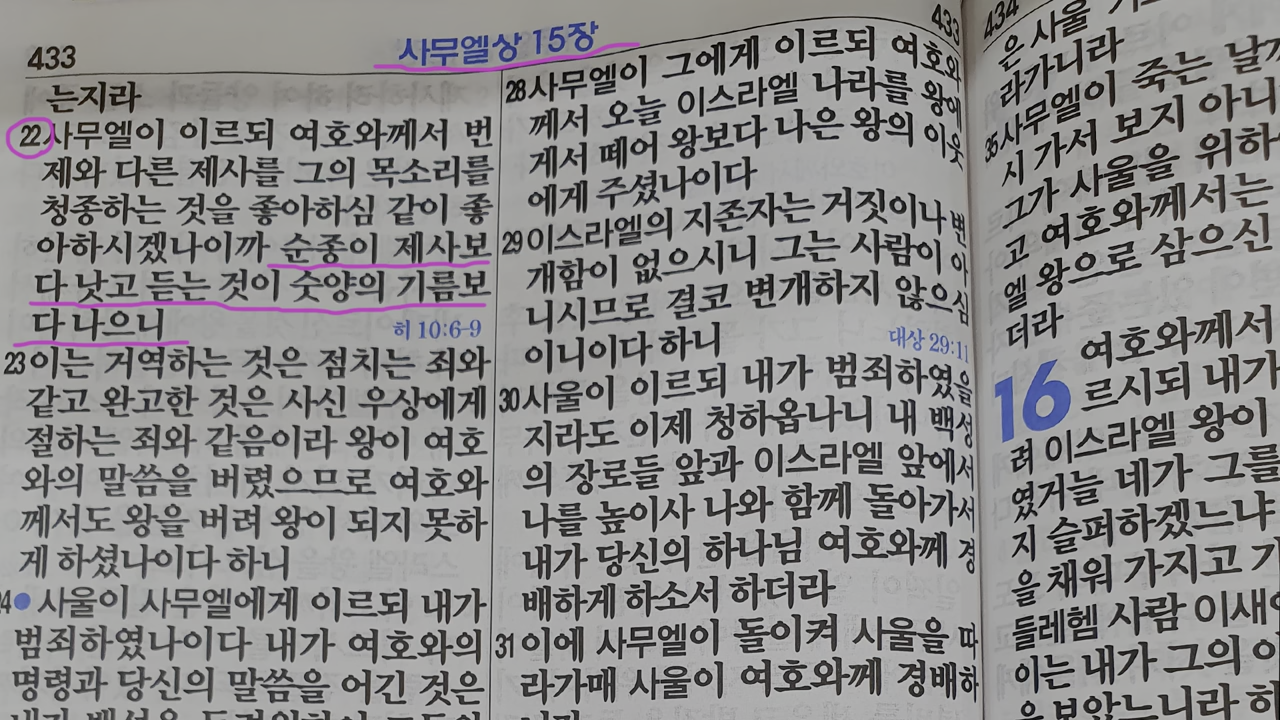 433
사무엘상 15장
433
434
는지라
22 사무엘이 이르되 여호와께서 번
제와 다른 제사를 그의 목소리를
청종하는 것을 좋아하심 같이 좋
아하시겠나이까 순종이 제사보
다 낫고 듣는 것이 숫양의 기름보
다 나으니 히 10:6-9
23 이는 거역하는 것은 점치는 죄와
같고 완고한 것은 사신 우상에게
절하는 죄와 같음이라 왕이 여호
와의 말씀을 버렸으므로 여호와
께서도 왕을 버려 왕이 되지 못하
게 하셨나이다 하니
사울이 사무엘에게 이르되 내가
범죄하였나이다 내가 여호와의
명령과 당신의 말씀을 어긴 것은
28 사무엘이 그에게 이르되 여호와
께서 오늘 이스라엘 나라를 왕에
게서 떼어 왕보다 나은 왕의 이웃
에게 주셨나이다
29 이스라엘의 지존자는 거짓이나 변
개함이 없으시니 그는 사람이 아
니시므로 결코 변개하지 않으심
이니이다 하니 대상 29:11
30 사울이 이르되 내가 범죄하였을
지라도 이제 청하옵나니 내 백성
의 장로들 앞과 이스라엘 앞에서
나를 높이사 나와 함께 돌아가서
내가 당신의 하나님 여호와께 경
배하게 하소서 하더라
31 이에 사무엘이 돌이켜 사울을 따
라가매 사울이 여호와께 경배하
은 사울
라가니라
35 사무엘이 죽는 날
시 가서 보지 아니
그가 사울을 위하
고 여호와께서는
엘 왕으로 삼으신
더라
16 여호와께서
르시되 내가
려 이스라엘 왕이
였거늘 네가 그를
지 슬퍼하겠느냐
을 채워 가지고
들레헴 사람 이새
이는 내가 그의